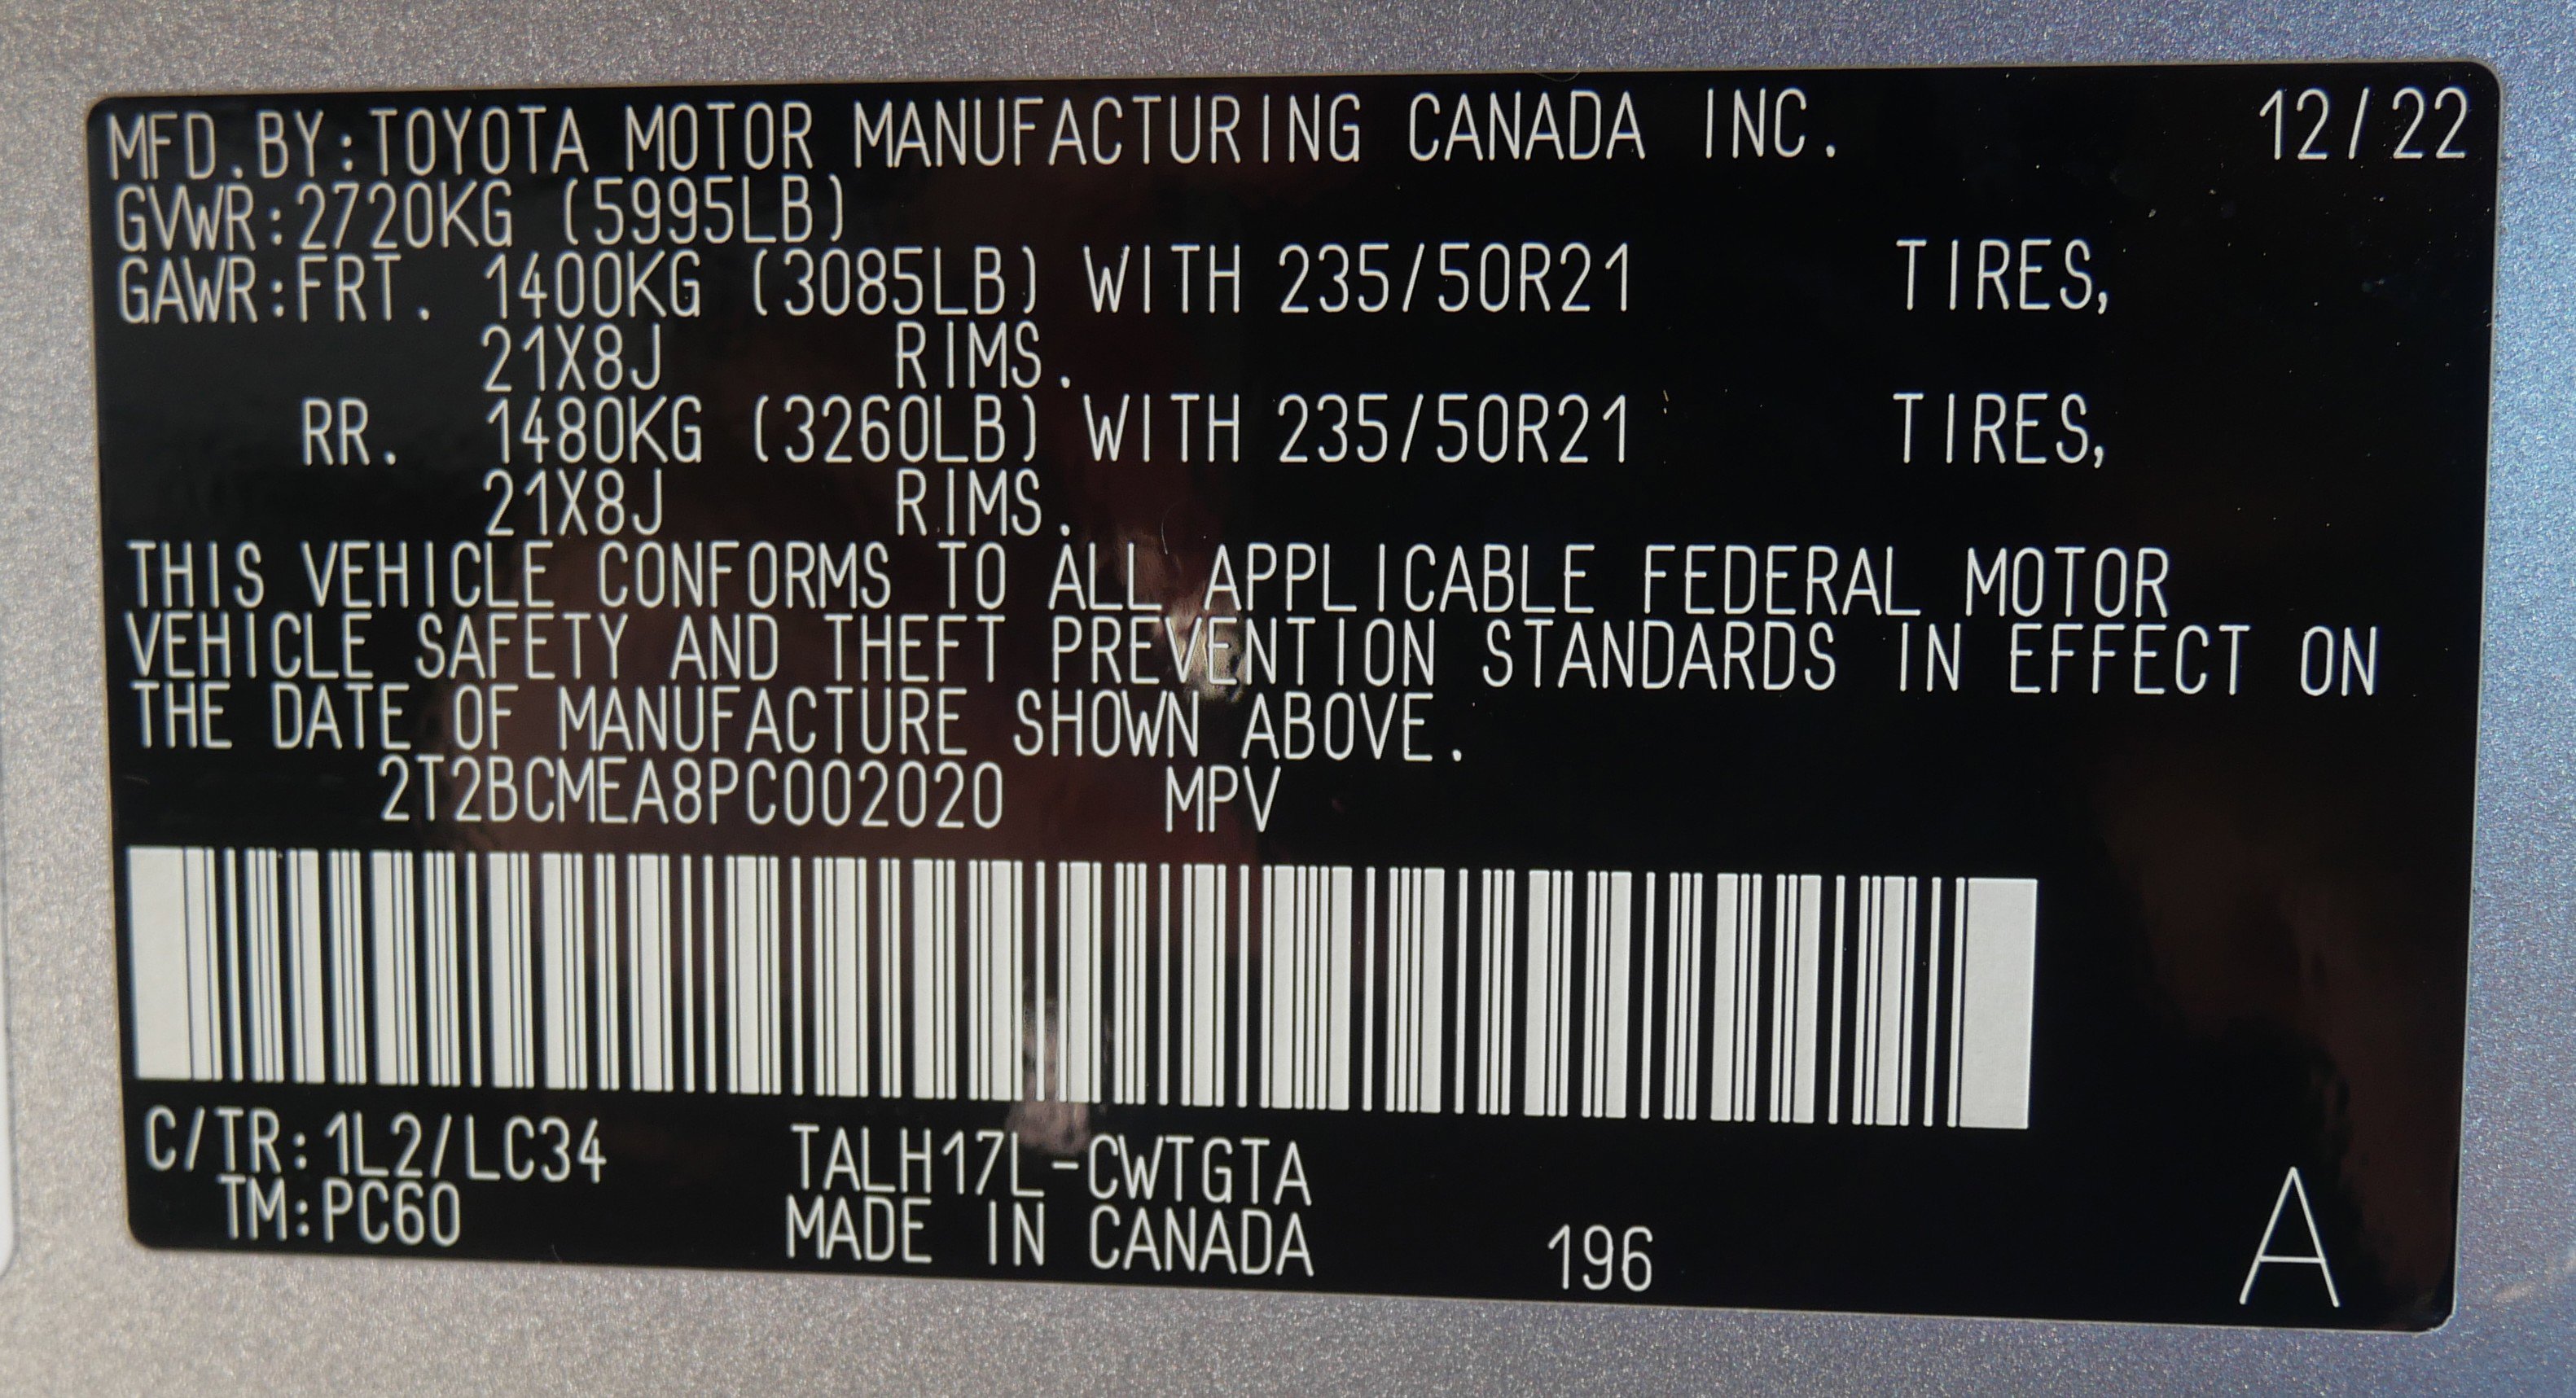 MFD.BY:TOYOTA MOTOR MANUFACTURING CANADA INC. 12/22
GVWR:2720KG (5995LB)
GAWR:FRT. 1400KG (3085LB) WITH 235/50R21 TIRES,
21X8J RIMS.
RR. 1480KG (3260LB) WITH 235/50R21 TIRES,
21X8J RIMS.
THIS VEHICLE CONFORMS TO ALL APPLICABLE FEDERAL MOTOR
VEHICLE SAFETY AND THEFT PREVENTION STANDARDS IN EFFECT ON
THE DATE OF MANUFACTURE SHOWN ABOVE.
2T2BCMEA8PC002020 MPV
C/TR:1L2/LC34 TALH17L-CWTGTA
TM:PC60 MADE IN CANADA 196 A